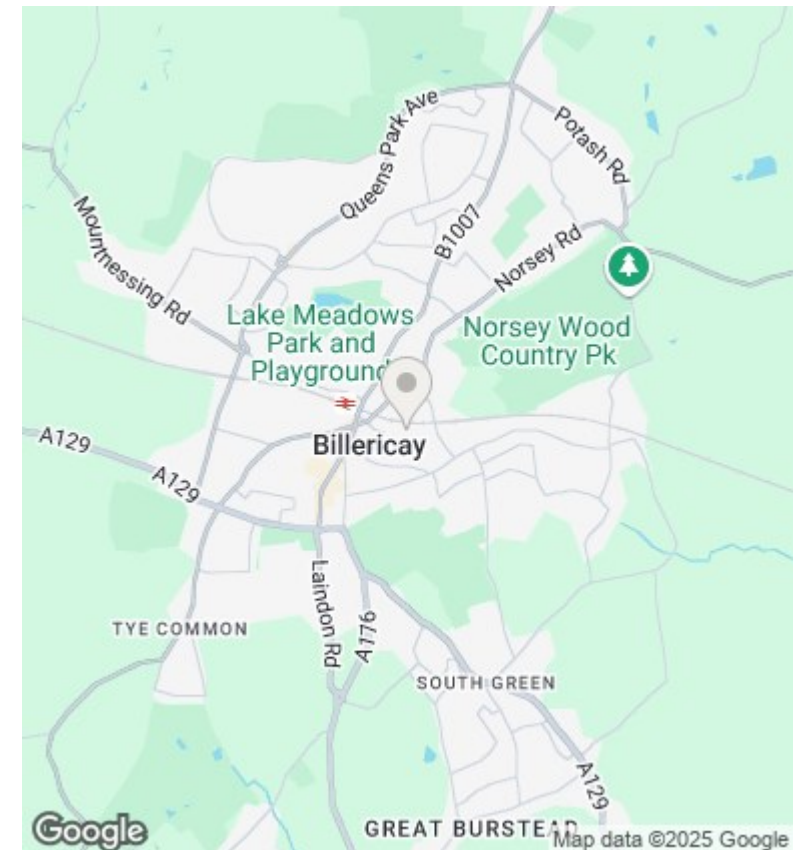 Queens Park Ave
Potash Rd
Mountnessing Rd
B1007
Norsey Rd
Lake Meadows
Park and
Playground
Norsey Wood
Country Pk
A129
A129
Billericay
Laindon Rd
A176
TYE COMMON
SOUTH GREEN
A129
GREAT BURSTEAD
Google
Map data ©2025 Google